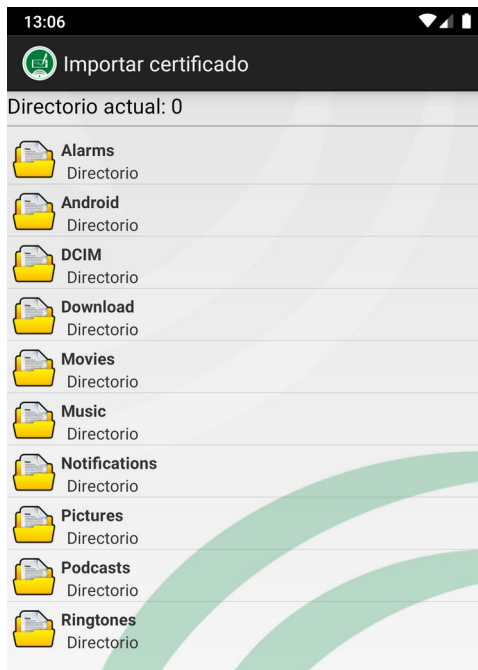 13:06
Importar certificado
Directorio actual: 0
Alarms
Directorio
Android
Directorio
DCIM
Directorio
Download
Directorio
Movies
Directorio
Music
Directorio
Notifications
Directorio
Pictures
Directorio
Podcasts
Directorio
Ringtones
Directorio